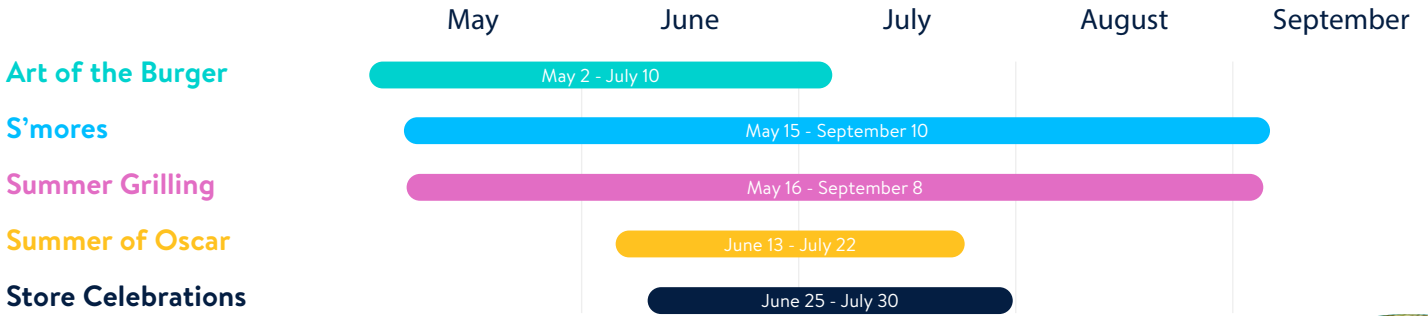 May June July August September
Art of the Burger May 2 - July 10
S’mores May 15 - September 10
Summer Grilling May 16 - September 8
Summer of Oscar June 13 - July 22
Store Celebrations June 25 - July 30